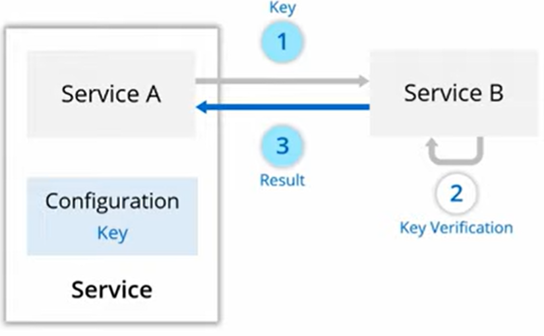 Key
1
Service A
Service B
3
Result
2
Key Verification
Configuration
Key
Service